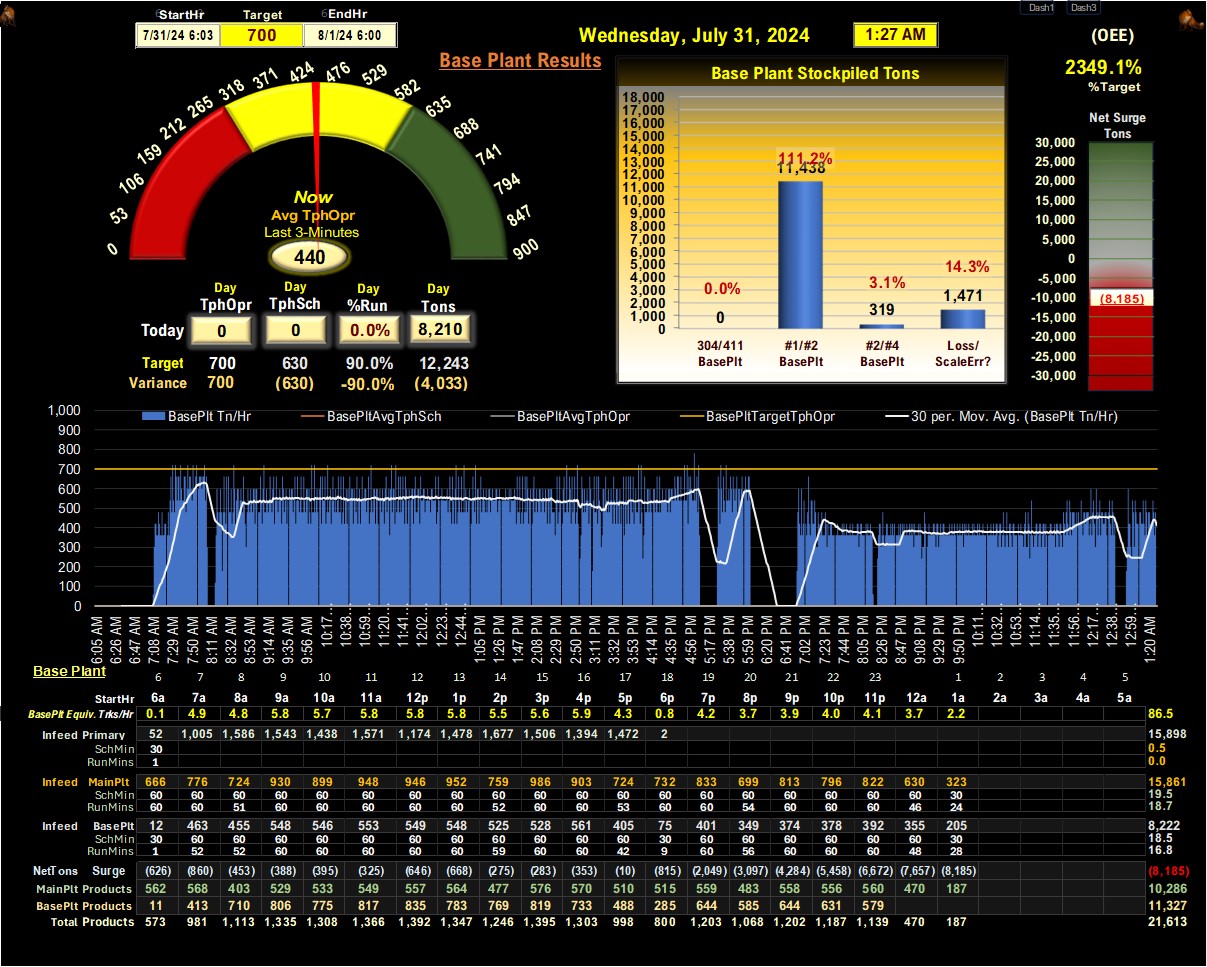 StartHr Target 6EndHr Dash1 Dash3
7/31/24 6:03 700 8/1/24 6:00
Wednesday, July 31, 2024 1:27 AM (OEE)
Base Plant Results
2349.1%
%Target
Base Plant Stockpiled Tons
Net Surge
Tons
0 53 106 159 212 265 318 371 424 476 529 582 635 688 741 794 847 900
Now
Avg TphOpr
Last 3-Minutes
440
18,000
17,000
16,000
15,000
14,000
13,000
12,000
11,000
10,000
9,000
8,000
7,000
6,000
5,000
4,000
3,000
2,000
1,000
0
0.0% 111.2% 3.1% 14.3%
0 11,438 319 1,471
304/411 #1/#2 #2/#4 Loss/
BasePlt BasePlt BasePlt ScaleErr?
30,000
25,000
20,000
15,000
10,000
5,000
0
-5,000
-10,000 (8,185)
-15,000
-20,000
-25,000
-30,000
Day Day Day Day
TphOpr TphSch %Run Tons
Today 0 0 0.0% 8,210
Target 700 630 90.0% 12,243
Variance 700 (630) -90.0% (4,033)
BasePlt Tn/Hr BasePltAvgTphSch BasePltAvgTphOpr BasePltTargetTphOpr 30 per. Mov. Avg. (BasePlt Tn/Hr)
1,000
900
800
700
600
500
400
300
200
100
0
6:05 AM 6:26 AM 6:47 AM 7:08 AM 7:29 AM 7:50 AM 8:11 AM 8:32 AM 8:53 AM 9:14 AM 9:35 AM 9:56 AM 10:17... 10:38... 10:59... 11:20... 11:41... 12:02... 12:23... 12:44... 1:05 PM 1:26 PM 1:47 PM 2:08 PM 2:29 PM 2:50 PM 3:11 PM 3:32 PM 3:53 PM 4:14 PM 4:35 PM 4:56 PM 5:17 PM 5:38 PM 5:59 PM 6:20 PM 6:41 PM 7:02 PM 7:23 PM 7:44 PM 8:05 PM 8:26 PM 8:47 PM 9:08 PM 9:29 PM 9:50 PM 10:11... 10:32... 10:53... 11:14... 11:35... 11:56... 12:17... 12:38... 12:59... 1:20 AM
Base Plant 6 7 8 9 10 11 12 13 14 15 16 17 18 19 20 21 22 23 1 2 3 4 5
StartHr 6a 7a 8a 9a 10a 11a 12p 1p 2p 3p 4p 5p 6p 7p 8p 9p 10p 11p 12a 1a 2a 3a 4a 5a
BasePlt Equiv. Trks/Hr 0.1 4.9 4.8 5.8 5.7 5.8 5.8 5.8 5.5 5.6 5.9 4.3 0.8 4.2 3.7 3.9 4.0 4.1 3.7 2.2 86.5
Infeed Primary 52 1,005 1,586 1,543 1,438 1,571 1,174 1,478 1,677 1,506 1,394 1,472 2 15,898
SchMin 30 0.5
RunMins 1 0.0
Infeed MainPlt 666 776 724 930 899 948 946 952 759 986 903 724 732 833 699 813 796 822 630 323 15,861
SchMin 60 60 60 60 60 60 60 60 60 60 60 60 60 60 60 60 60 60 60 30 19.5
RunMins 60 60 51 60 60 60 60 60 52 60 60 53 60 60 54 60 60 60 46 24 18.7
Infeed BasePlt 12 463 455 548 546 553 549 548 525 528 561 405 75 401 349 374 378 392 355 205 8,222
SchMin 30 60 60 60 60 60 60 60 60 60 60 60 30 60 60 60 60 60 60 30 18.5
RunMins 1 52 52 60 60 60 60 60 59 60 60 42 9 60 56 60 60 60 48 28 16.8
NetTons Surge (626) (860) (453) (388) (395) (325) (646) (668) (275) (283) (353) (10) (815) (2,049) (3,097) (4,284) (5,458) (6,672) (7,657) (8,185) (8,185)
MainPlt Products 562 568 403 529 533 549 557 564 477 576 570 510 515 559 483 558 556 560 470 187 10,286
BasePlt Products 11 413 710 806 775 817 835 783 769 819 733 488 285 644 585 644 631 579 11,327
Total Products 573 981 1,113 1,335 1,308 1,366 1,392 1,347 1,246 1,395 1,303 998 800 1,203 1,068 1,202 1,187 1,139 470 187 21,613